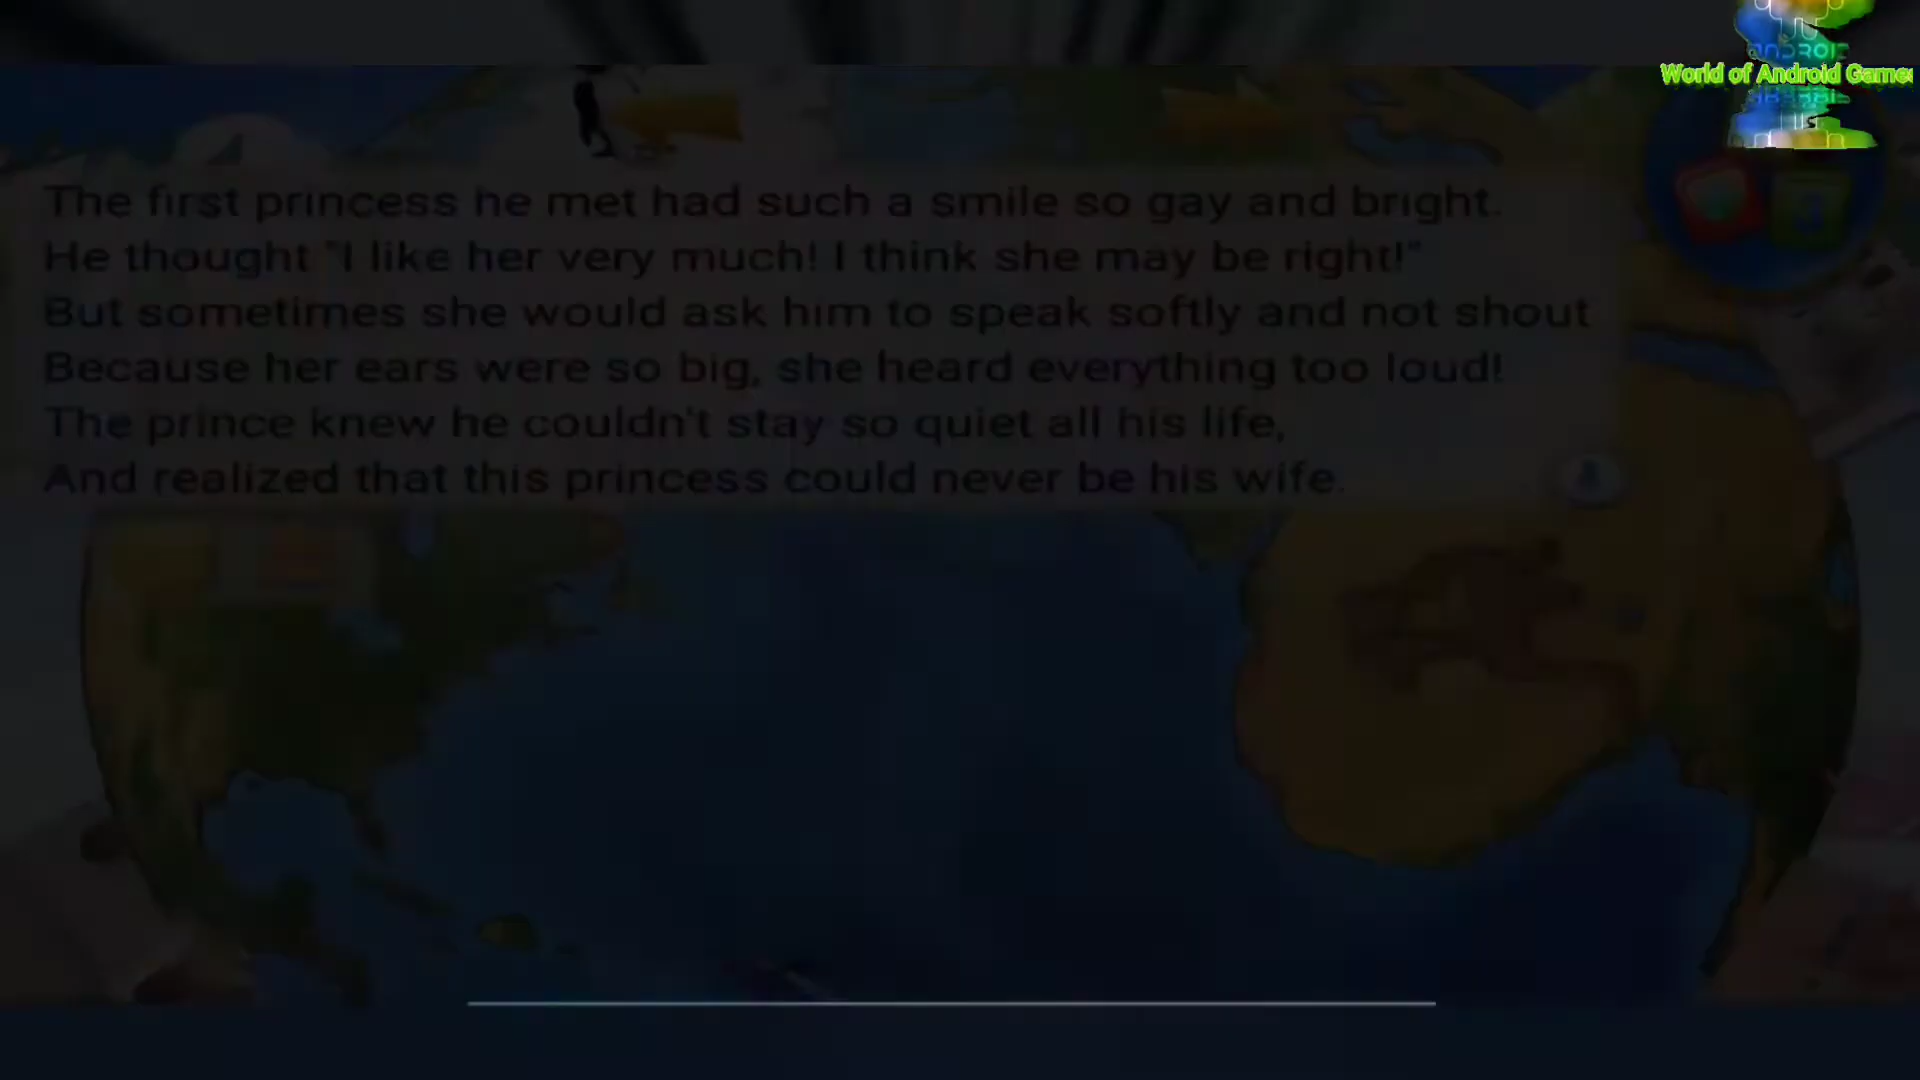 ANDROID
World of Android Games
The first princess he met had such a smile so gay and bright.
He thought "I like her very much! I think she may be right!"
But sometimes she would ask him to speak softly and not shout
Because her ears were so big, she heard everything too loud!
The prince knew he couldn't stay so quiet all his life,
And realized that this princess could never be his wife.